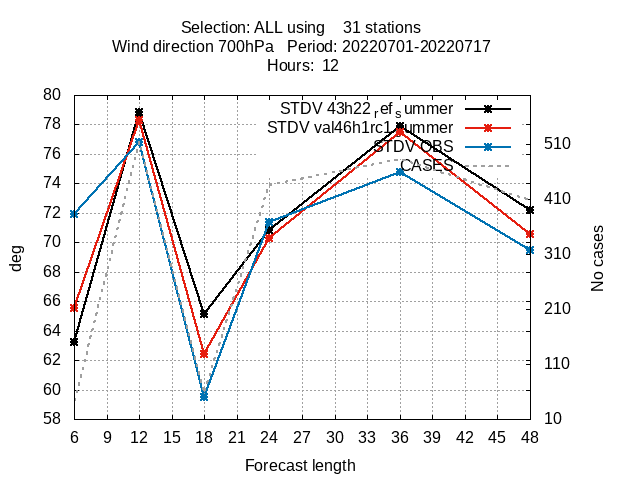 Selection: ALL using 31 stations
Wind direction 700hPa Period: 20220701-20220717
Hours: 12
STDV 43h22_ref_summer
STDV val46h1rc1_summer
STDV OBS
CASES
80
78
76
74
72
70
68
66
64
62
60
58
deg
510
410
310
210
110
10
No cases
6 9 12 15 18 21 24 27 30 33 36 39 42 45 48
Forecast length